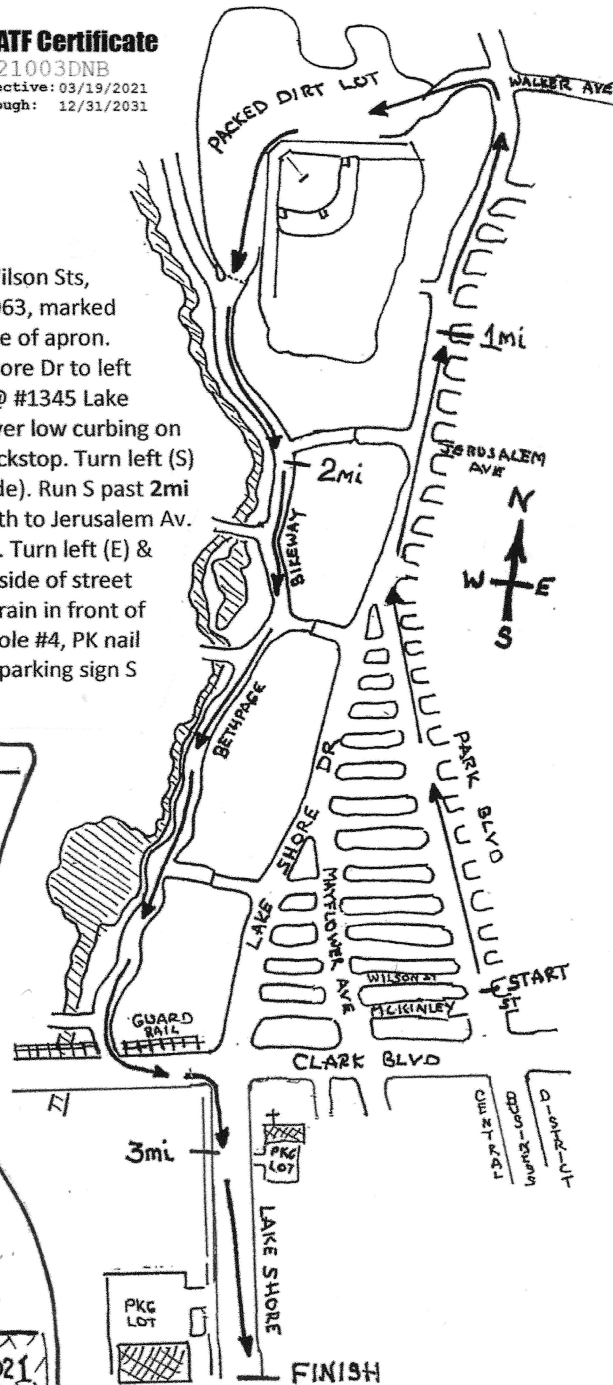 ATF Certificate
21003DNB
ective: 03/19/2021
ough: 12/31/2031
PACKED DIRT LOT
WALKER AVE
ilson Sts,
063, marked
e of apron.
ore Dr to left
@ #1345 Lake
ver low curbing on
ckstop. Turn left (S)
de). Run S past 2mi
th to Jerusalem Av.
. Turn left (E) &
side of street
rain in front of
ole #4, PK nail
parking sign S
1mi
JERUSALEM
AVE
2mi
BIKEWAY
N
W E
S
BETHPAGE
PARK BLVD
LAKE SHORE DR
MAYFLOWER AVE
WILSON ST
START
MCKINLEY ST
GUARD
RAIL
CLARK BLVD
CENTRAL
BUSINESS
DISTRICT
3mi
PKG
LOT
LAKE SHORE
PKG
LOT
021
FINISH